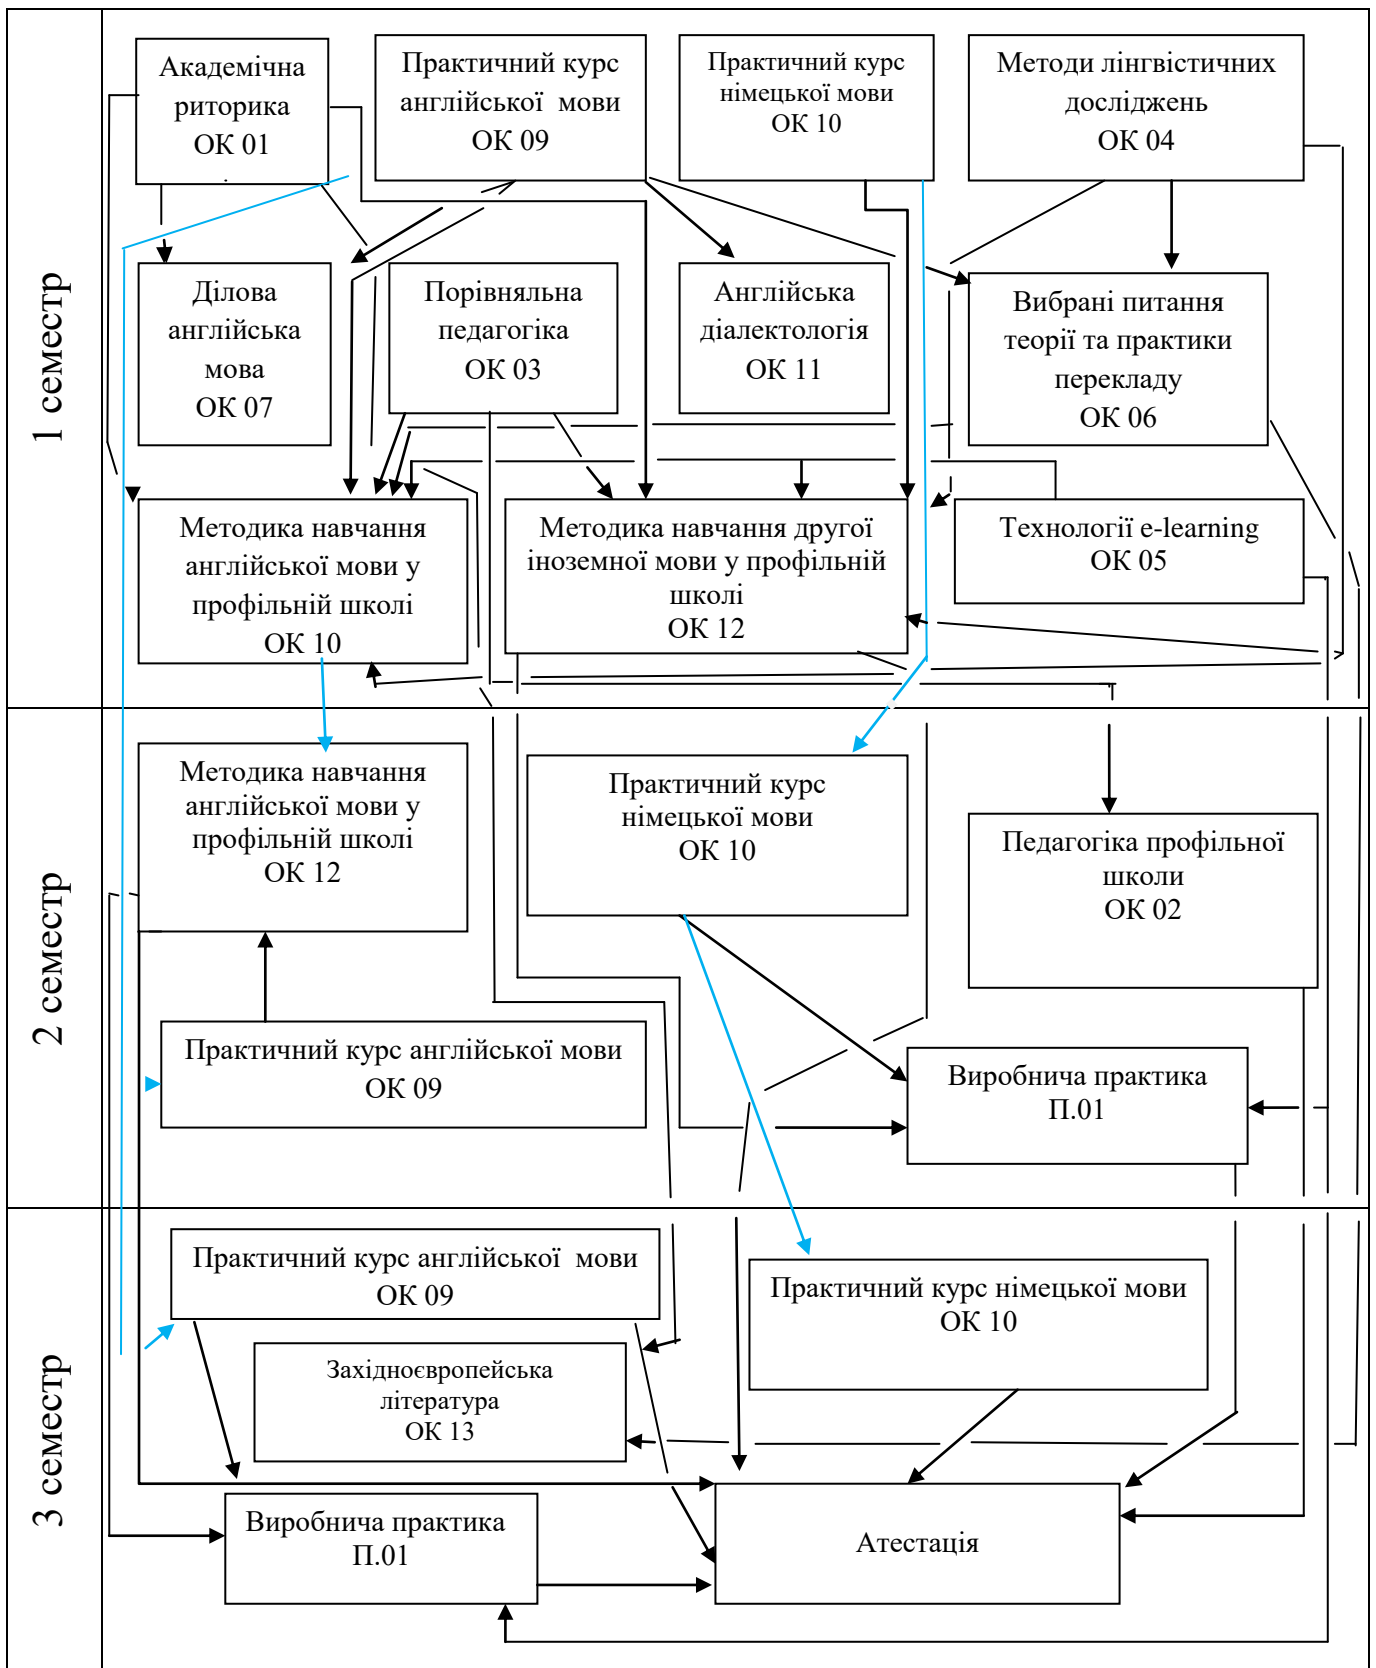 1 семестр
Академічна
риторика
ОК 01
Практичний курс
англійської мови
ОК 09
Практичний курс
німецької мови
ОК 10
Методи лінгвістичних
досліджень
ОК 04
Ділова
англійська
мова
ОК 07
Порівняльна
педагогіка
ОК 03
Англійська
діалектологія
ОК 11
Вибрані питання
теорії та практики
перекладу
ОК 06
Методика навчання
англійської мови у
профільній школі
ОК 10
Методика навчання другої
іноземної мови у профільній
школі
ОК 12
Технології e-learning
ОК 05
2 семестр
Методика навчання
англійської мови у
профільній школі
ОК 12
Практичний курс
німецької мови
ОК 10
Педагогіка профільної
школи
ОК 02
Практичний курс англійської мови
ОК 09
Виробнича практика
П.01
3 семестр
Практичний курс англійської мови
ОК 09
Практичний курс німецької мови
ОК 10
Західноєвропейська
література
ОК 13
Виробнича практика
П.01
Атестація